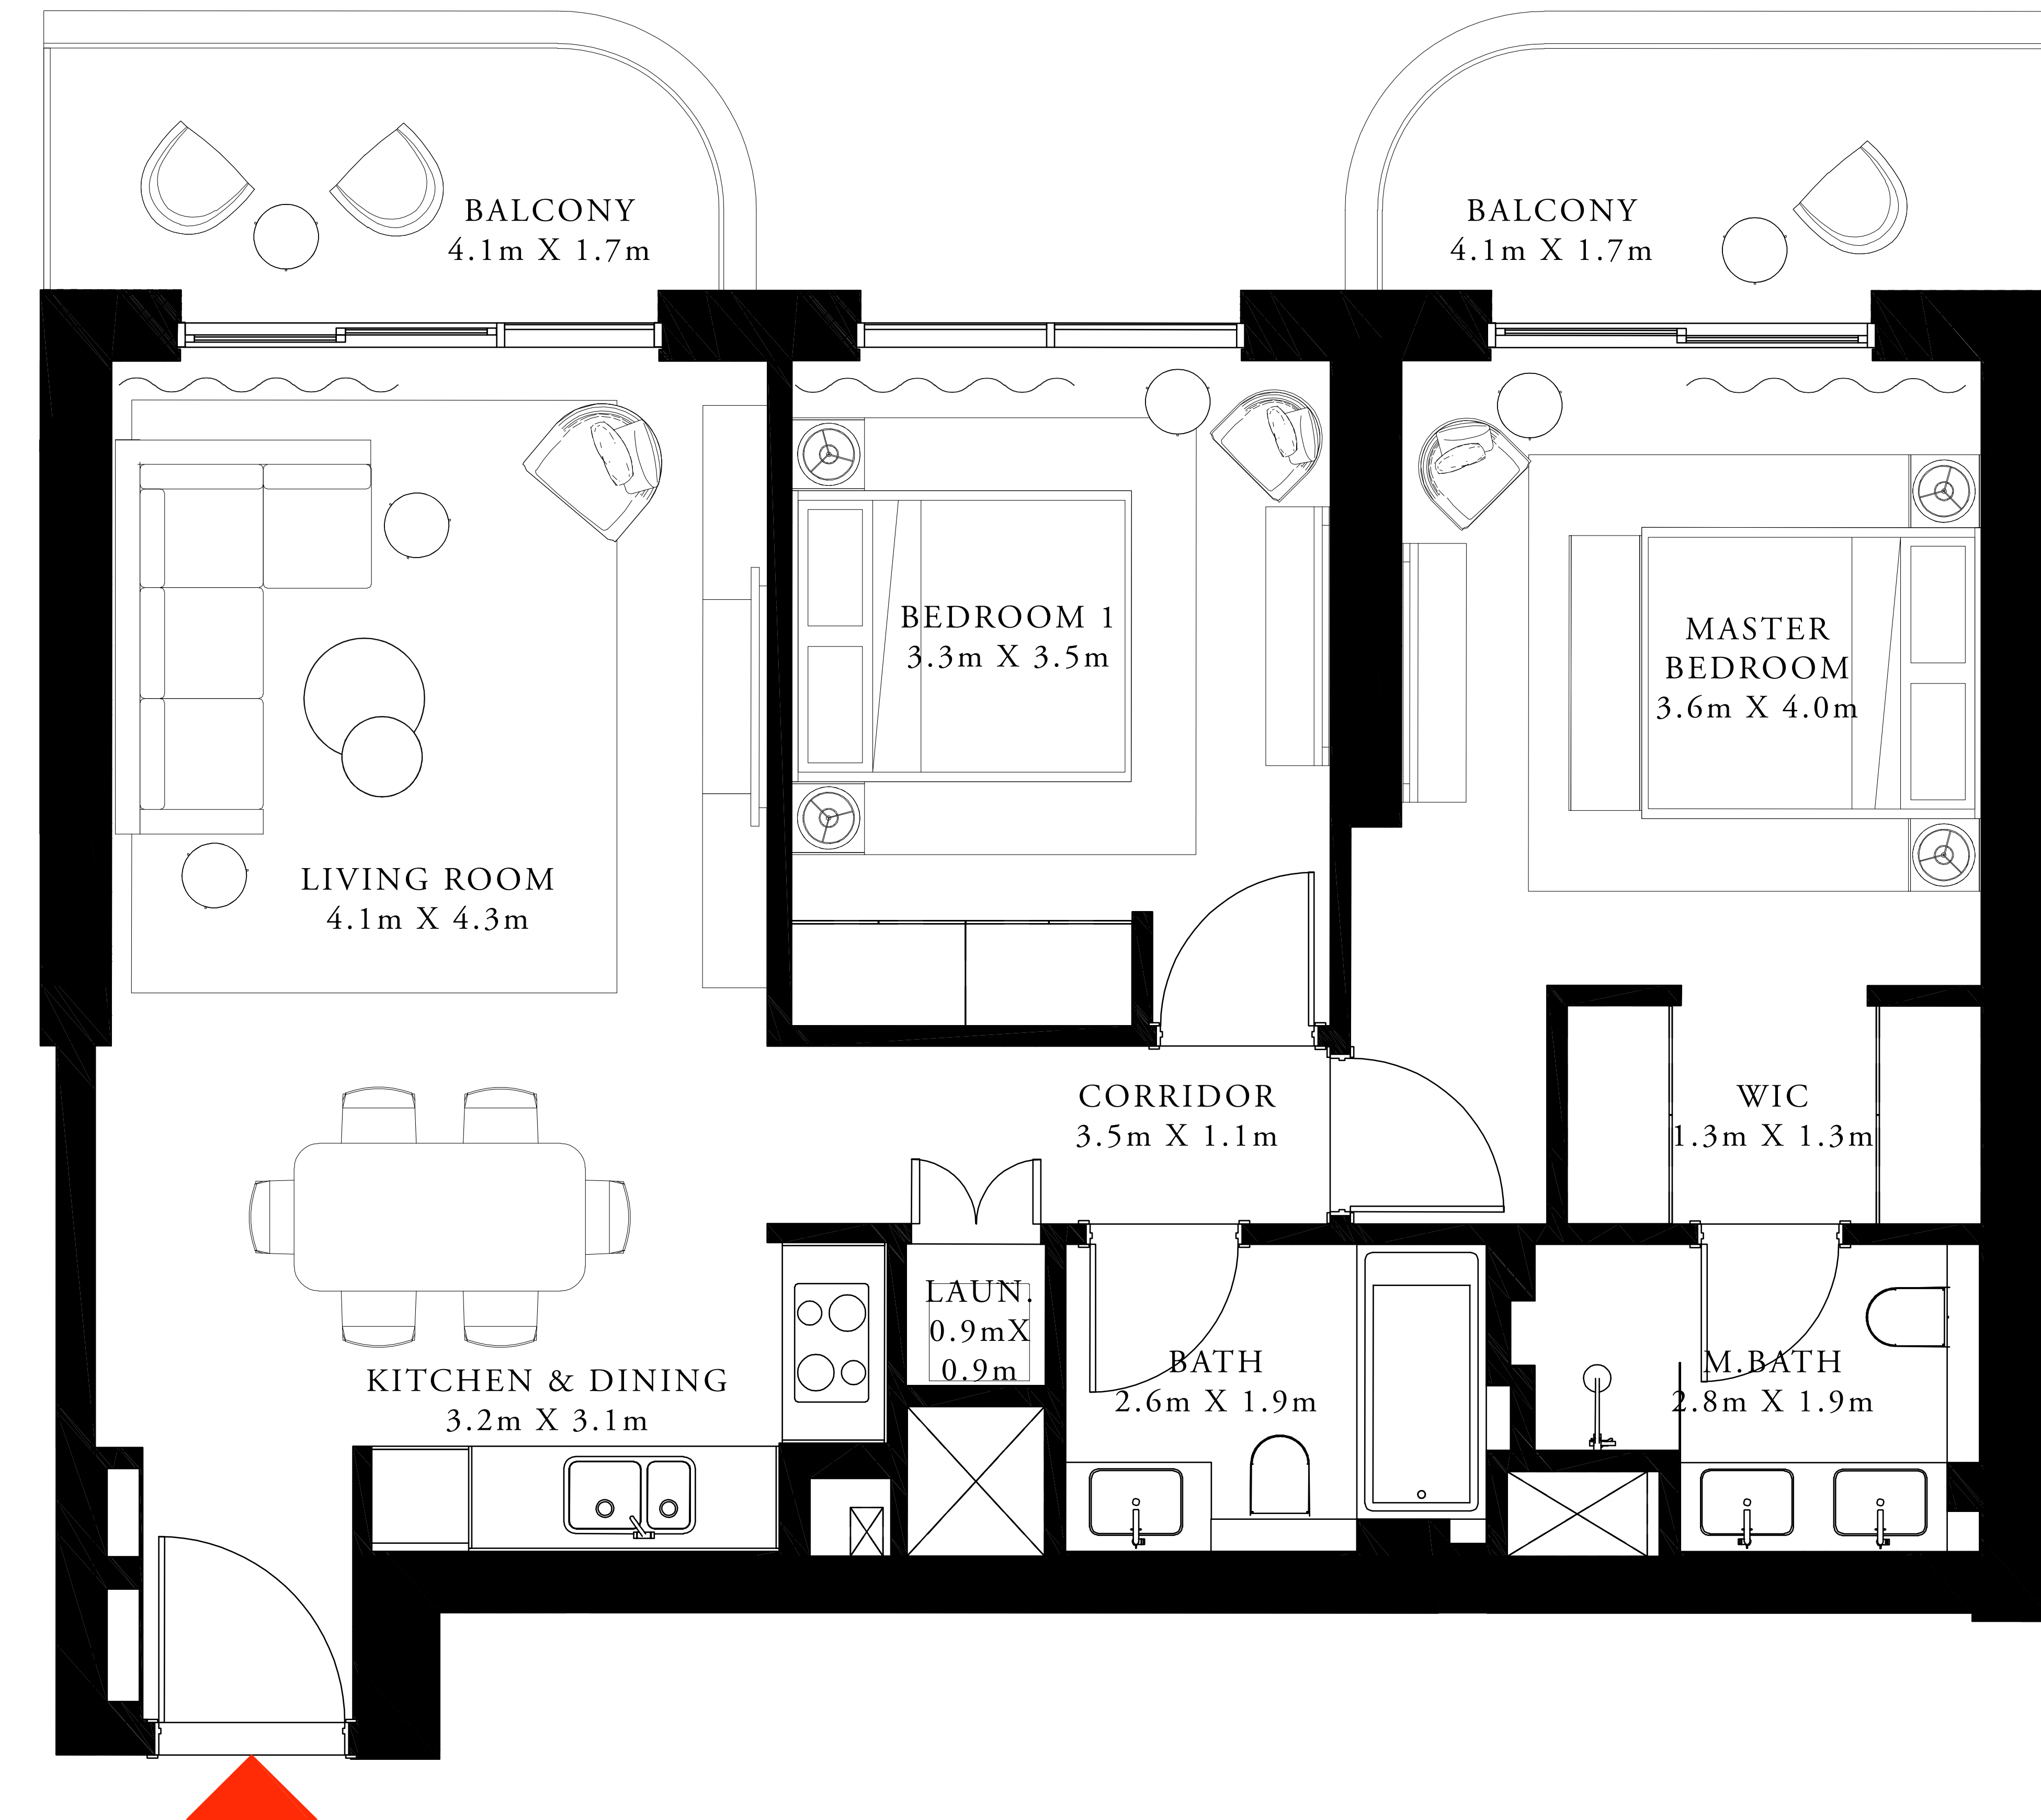 BALCONY
4.1m X 1.7m
BALCONY
4.1m X 1.7m
BEDROOM 1
3.3m X 3.5m
MASTER
BEDROOM
3.6m X 4.0m
LIVING ROOM
4.1m X 4.3m
CORRIDOR
3.5m X 1.1m
WIC
1.3m X 1.3m
LAUN.
0.9mX
0.9m
KITCHEN & DINING
3.2m X 3.1m
BATH
2.6m X 1.9m
M.BATH
2.8m X 1.9m